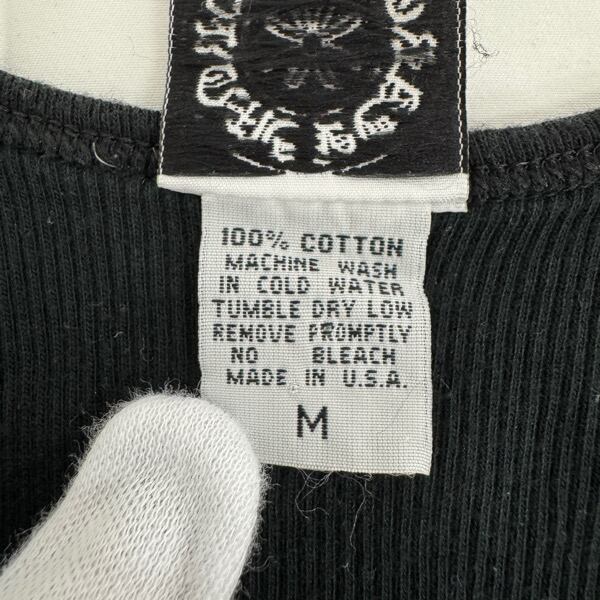 100% COTTON
MACHINE WASH
IN COLD WATER
TUMBLE DRY LOW
REMOVE PROMPTLY
NO BLEACH
MADE IN U.S.A.
M